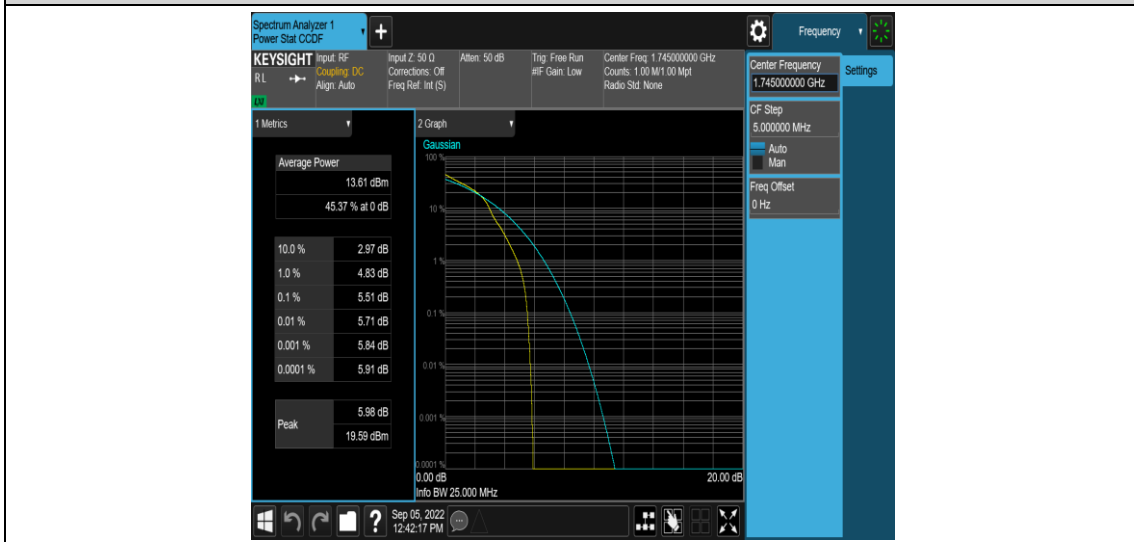 Spectrum Analyzer 1
Power Stat CCDF
+
Frequency
KEYSIGHT
RL
LXI
Input: RF
Coupling: DC
Align: Auto
Input Z: 50 Ω
Corrections: Off
Freq Ref: Int (S)
Atten: 50 dB
Trig: Free Run
#IF Gain: Low
Center Freq: 1.745000000 GHz
Counts: 1.00 M/1.00 Mpt
Radio Std: None
Center Frequency
1.745000000 GHz
Settings
CF Step
5.000000 MHz
Auto
Man
Freq Offset
0 Hz
1 Metrics
Average Power
13.61 dBm
45.37 % at 0 dB
10.0 % 2.97 dB
1.0 % 4.83 dB
0.1 % 5.51 dB
0.01 % 5.71 dB
0.001 % 5.84 dB
0.0001 % 5.91 dB
Peak
5.98 dB
19.59 dBm
2 Graph
Gaussian
100 %
10 %
1 %
0.1 %
0.01 %
0.001 %
0.0001 %
0.00 dB 20.00 dB
Info BW 25.000 MHz
?
Sep 05, 2022
12:42:17 PM